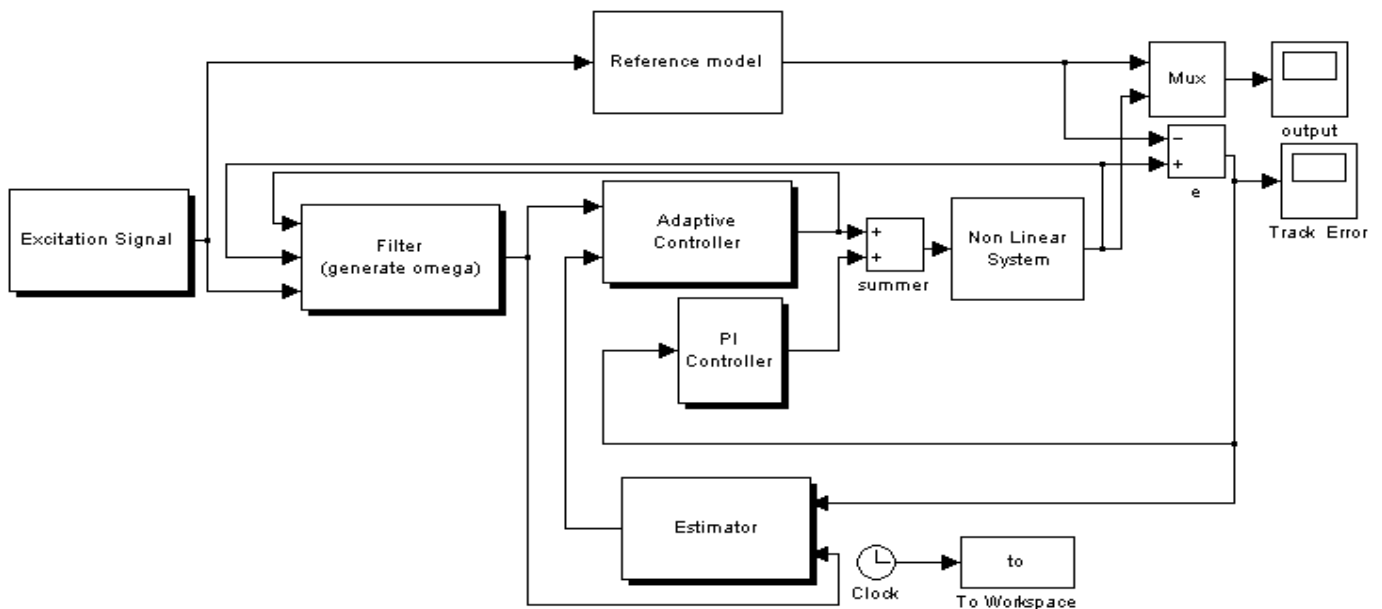 Reference model
Mux
output
−
+
e
Track Error
Excitation Signal
Filter
(generate omega)
Adaptive
Controller
+
+
summer
Non Linear
System
PI
Controller
Estimator
Clock
to
To Workspace